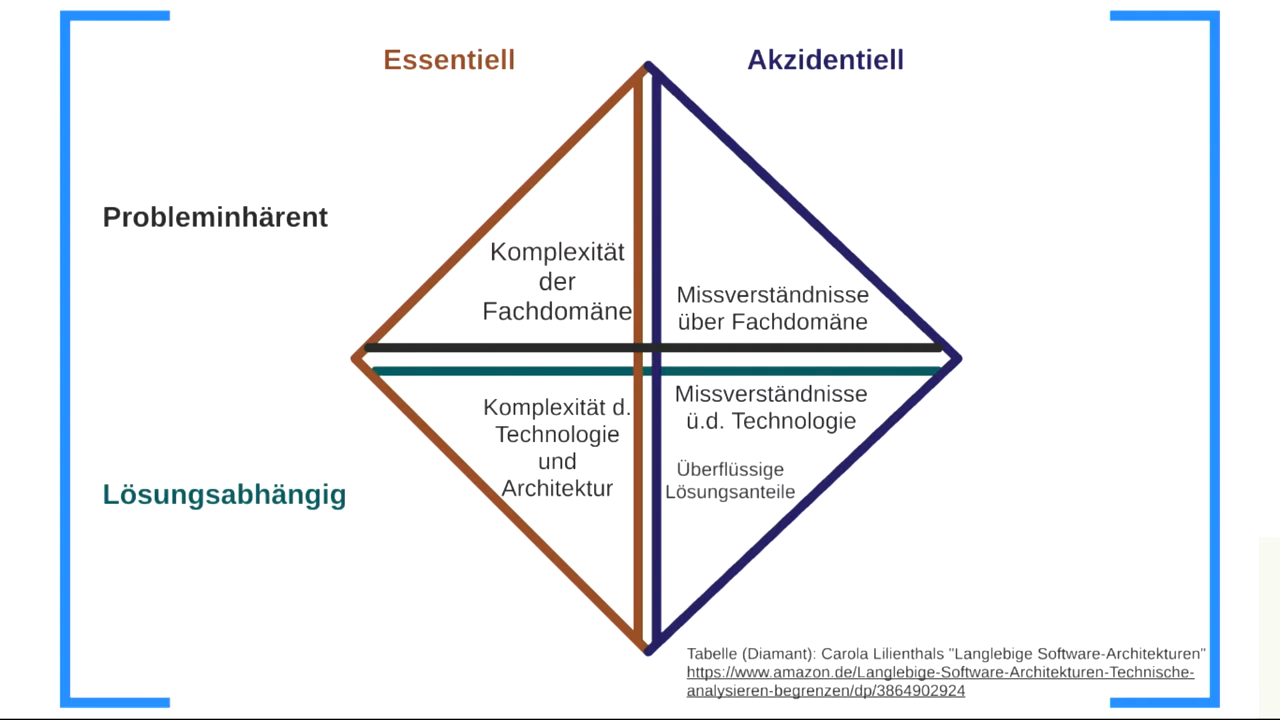 Essentiell
Akzidentiell
Probleminhärent
Komplexität
der
Fachdomäne
Missverständnisse
über Fachdomäne
Lösungsabhängig
Komplexität d.
Technologie
und
Architektur
Missverständnisse
ü.d. Technologie
Überflüssige
Lösungsanteile
Tabelle (Diamant): Carola Lilienthals "Langlebige Software-Architekturen"
https://www.amazon.de/Langlebige-Software-Architekturen-Technische-
analysieren-begrenzen/dp/3864902924